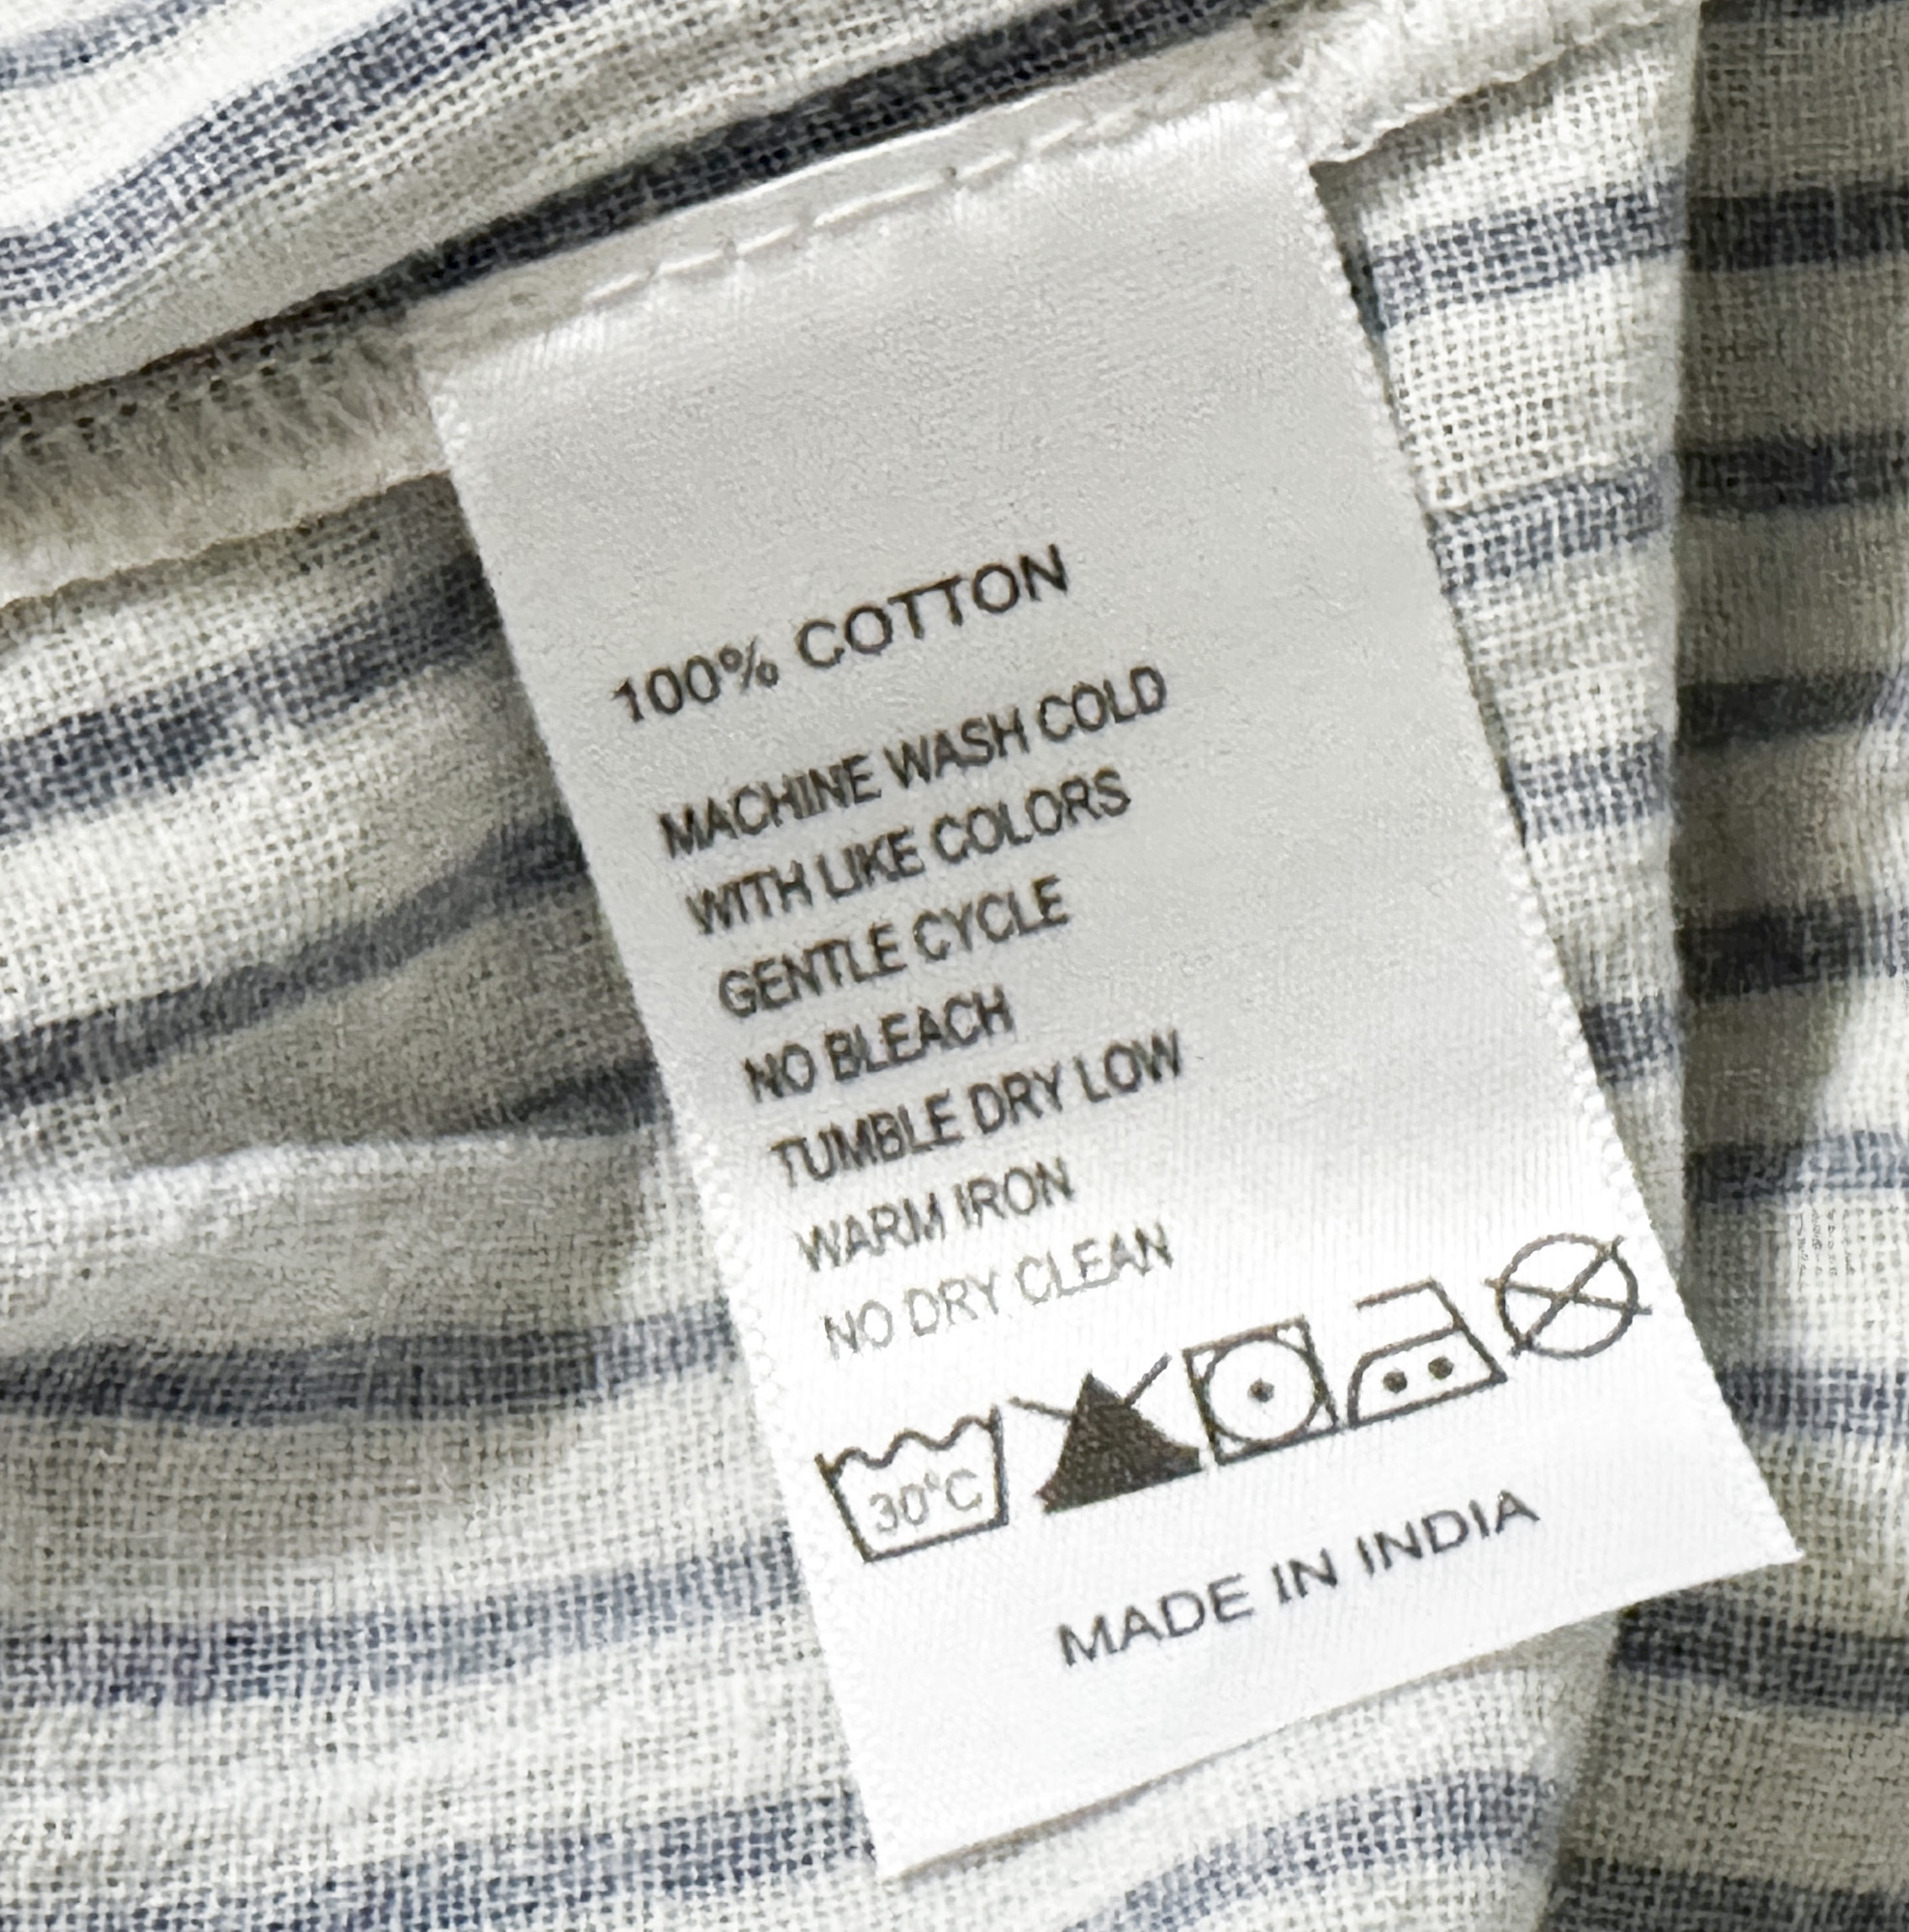 100% COTTON
MACHINE WASH COLD
WITH LIKE COLORS
GENTLE CYCLE
NO BLEACH
TUMBLE DRY LOW
WARM IRON
NO DRY CLEAN
30°C
MADE IN INDIA